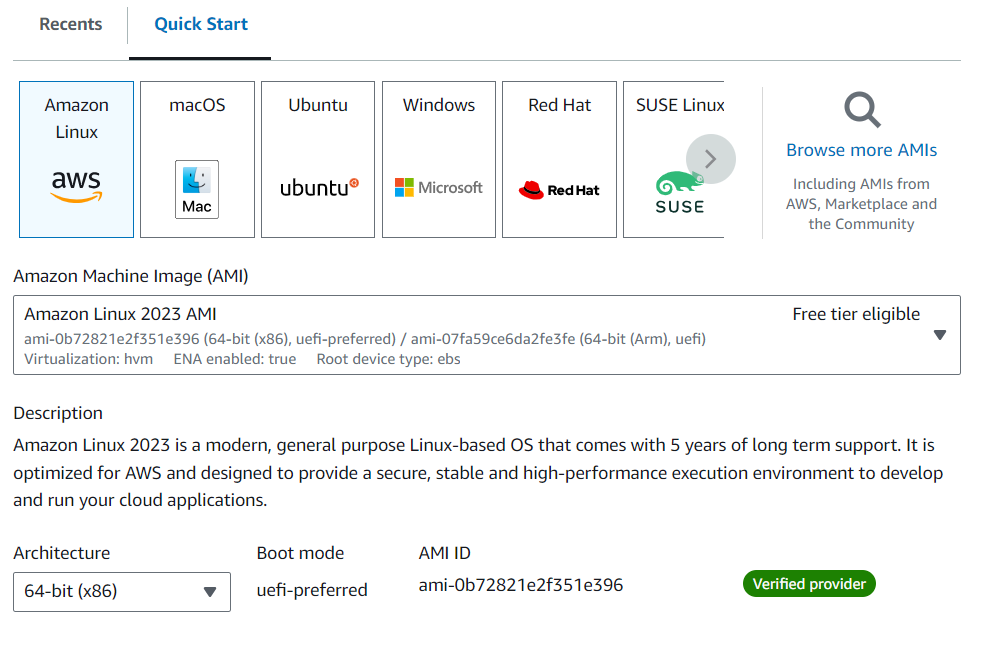 Recents
Quick Start
Amazon
Linux
aws
macOS
Mac
Ubuntu
ubuntu
Windows
Microsoft
Red Hat
Red Hat
SUSE Linux
SUSE
Browse more AMIs
Including AMIs from
AWS, Marketplace and
the Community
Amazon Machine Image (AMI)
Amazon Linux 2023 AMI
Free tier eligible
ami-0b72821e2f351e396 (64-bit (x86), uefi-preferred) / ami-07fa59ce6da2fe3fe (64-bit (Arm), uefi)
Virtualization: hvm ENA enabled: true Root device type: ebs
Description
Amazon Linux 2023 is a modern, general purpose Linux-based OS that comes with 5 years of long term support. It is
optimized for AWS and designed to provide a secure, stable and high-performance execution environment to develop
and run your cloud applications.
Architecture
Boot mode
AMI ID
64-bit (x86)
uefi-preferred
ami-0b72821e2f351e396
Verified provider